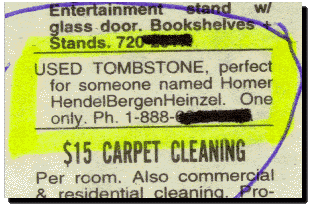 Entertainment stand w/
glass door. Bookshelves +
Stands. 720-
USED TOMBSTONE, perfect
for someone named Homer
HendelBergenHeinzel. One
only. Ph. 1-888-
$15 CARPET CLEANING
Per room. Also commercial
& residential cleaning. Pro-